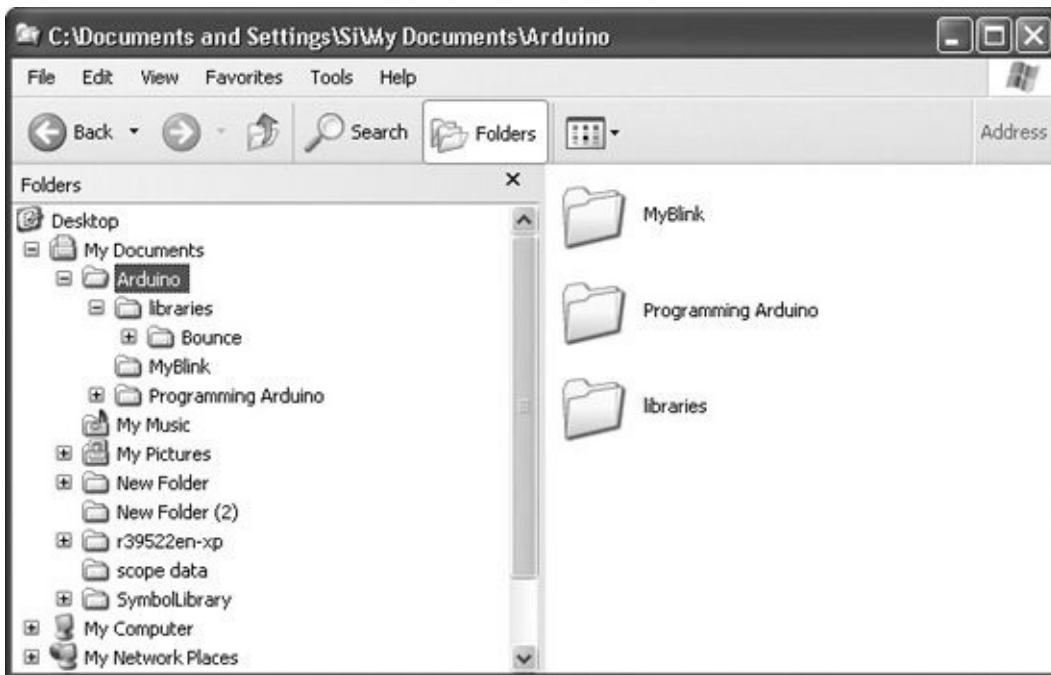 C:\Documents and Settings\Si\My Documents\Arduino
File Edit View Favorites Tools Help
Back Search Folders Address
Folders
Desktop
My Documents
Arduino
libraries
Bounce
MyBlink
Programming Arduino
My Music
My Pictures
New Folder
New Folder (2)
r39522en-xp
scope data
SymbolLibrary
My Computer
My Network Places
MyBlink
Programming Arduino
libraries